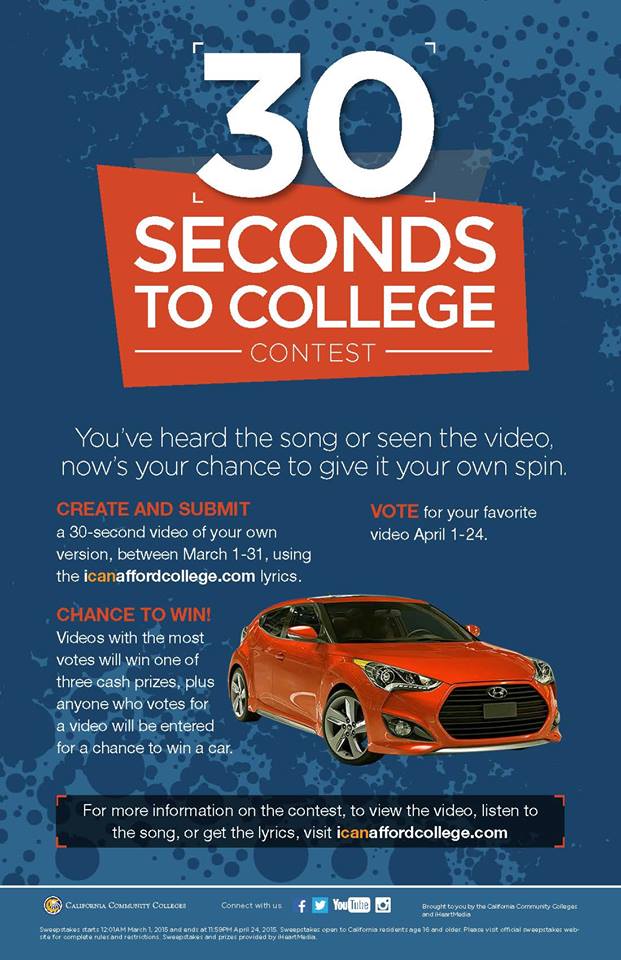 30
SECONDS
TO COLLEGE
CONTEST
You've heard the song or seen the video,
now's your chance to give it your own spin.
CREATE AND SUBMIT
a 30-second video of your own
version, between March 1-31, using
the icanaffordcollege.com lyrics.
VOTE for your favorite
video April 1-24.
CHANCE TO WIN!
Videos with the most
votes will win one of
three cash prizes, plus
anyone who votes for
a video will be entered
for a chance to win a car.
For more information on the contest, to view the video, listen to
the song, or get the lyrics, visit icanaffordcollege.com
CALIFORNIA COMMUNITY COLLEGES
Connect with us
YouTube
Brought to you by the California Community Colleges
and iHeartMedia
Sweepstakes starts 12:01AM March 1, 2015 and ends at 11:59PM April 24, 2015. Sweepstakes open to California residents age 16 and older. Please visit official sweepstakes web-
site for complete rules and restrictions. Sweepstakes and prizes provided by iHeartMedia.